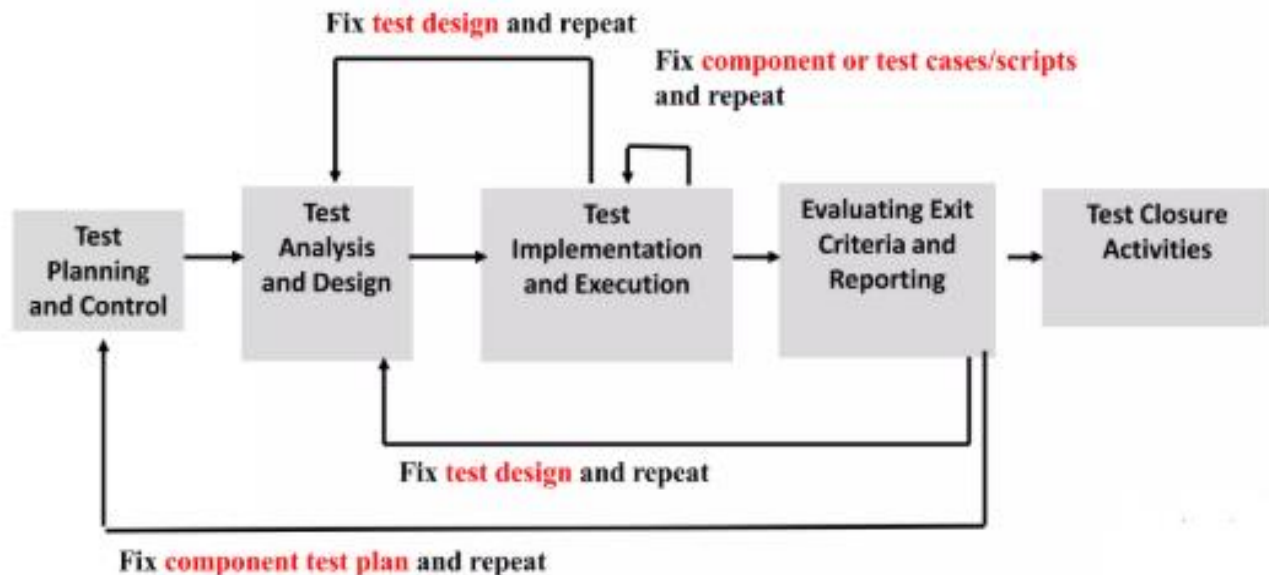 Fix test design and repeat
Fix component or test cases/scripts
and repeat
Test
Planning
and Control
Test
Analysis
and Design
Test
Implementation
and Execution
Evaluating Exit
Criteria and
Reporting
Test Closure
Activities
Fix test design and repeat
Fix component test plan and repeat